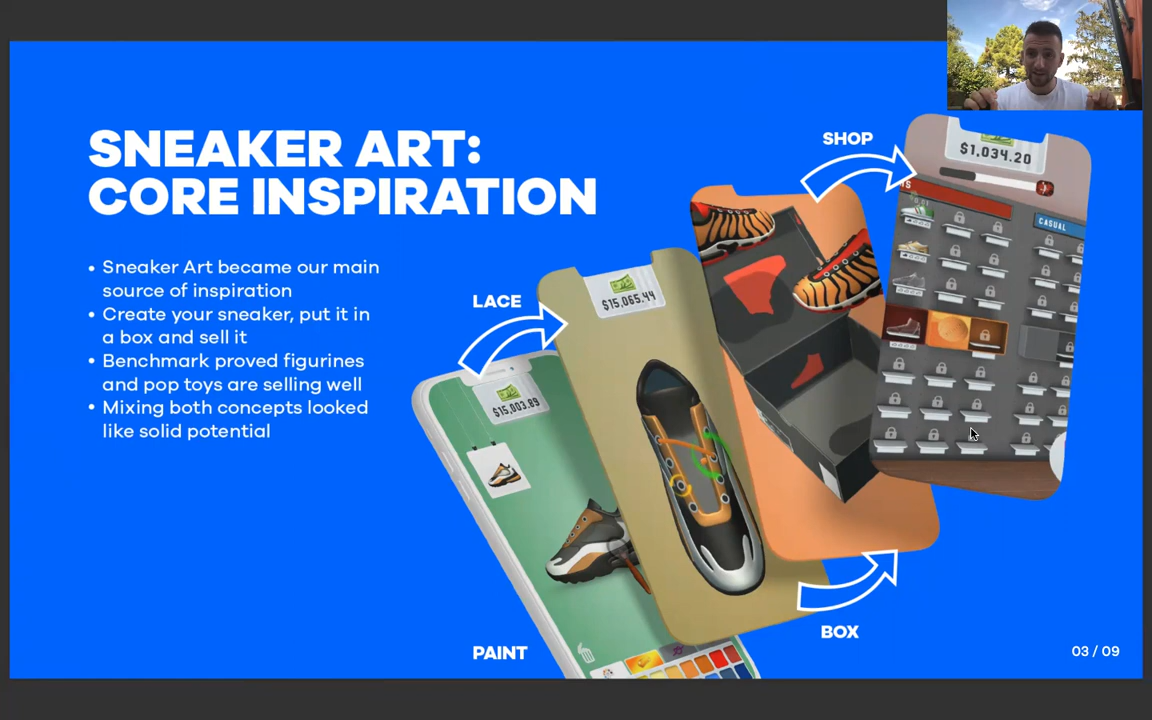 SNEAKER ART:
CORE INSPIRATION
• Sneaker Art became our main
source of inspiration
• Create your sneaker, put it in
a box and sell it
• Benchmark proved figurines
and pop toys are selling well
• Mixing both concepts looked
like solid potential
PAINT
LACE
BOX
SHOP
$15,003.89
$15,065.44
$1,034.20
CASUAL
03 / 09